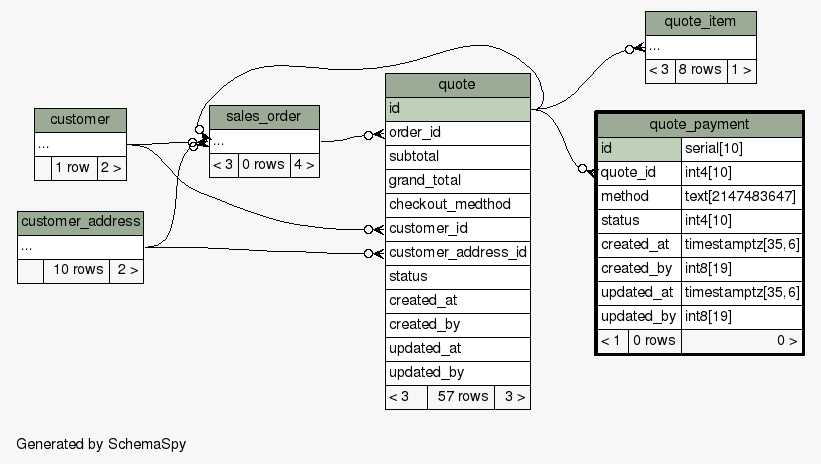 quote_item
...
< 3 8 rows 1 >
customer
...
1 row 2 >
sales_order
...
< 3 0 rows 4 >
customer_address
...
10 rows 2 >
quote
id
order_id
subtotal
grand_total
checkout_medthod
customer_id
customer_address_id
status
created_at
created_by
updated_at
updated_by
< 3 57 rows 3 >
quote_payment
id serial[10]
quote_id int4[10]
method text[2147483647]
status int4[10]
created_at timestamptz[35,6]
created_by int8[19]
updated_at timestamptz[35,6]
updated_by int8[19]
< 1 0 rows 0 >
Generated by SchemaSpy